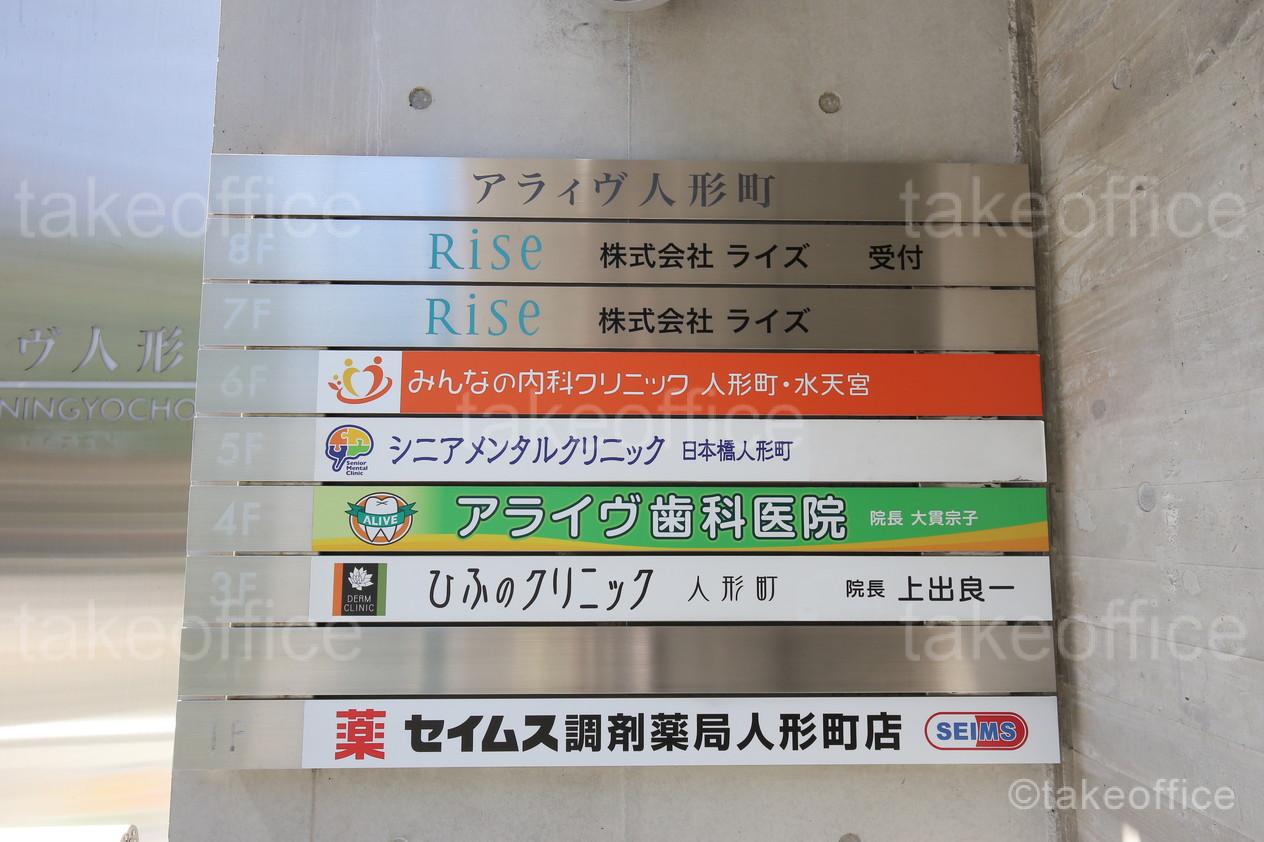 アライヴ人形町
8F Rise 株式会社 ライズ 受付
7F Rise 株式会社 ライズ
6F みんなの内科クリニック 人形町・水天宮
5F Senior Mental Clinic シニアメンタルクリニック 日本橋人形町
4F ALIVE アライヴ歯科医院 院長 大貫宗子
3F DERM CLINIC ひふのクリニック 人形町 院長 上出良一
1F 薬 セイムス調剤薬局人形町店 SEIMS
ヴ人形
NINGYOCHO
takeoffice
takeoffice
takeoffice
takeoffice
takeoffice
©takeoffice